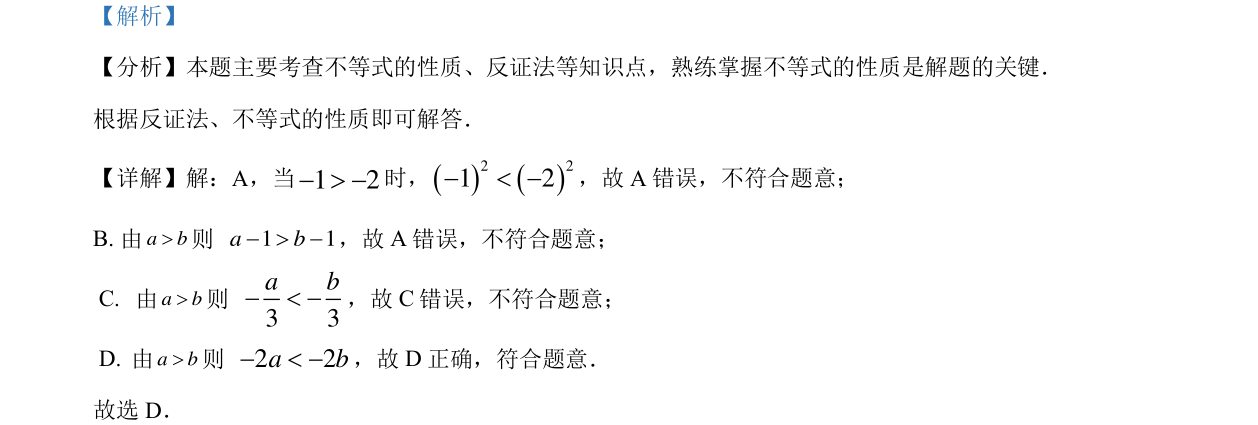 【解析】
【分析】本题主要考查不等式的性质、反证法等知识点，熟练掌握不等式的性质是解题的关键．
根据反证法、不等式的性质即可解答．
【详解】解：A，当−1>−2时，(−1)²<(−2)²，故 A 错误，不符合题意；
B. 由a>b则 a−1>b−1，故 A 错误，不符合题意；
C. 由a>b则 −a/3<−b/3，故 C 错误，不符合题意；
D. 由a>b则 −2a<−2b，故 D 正确，符合题意．
故选 D．